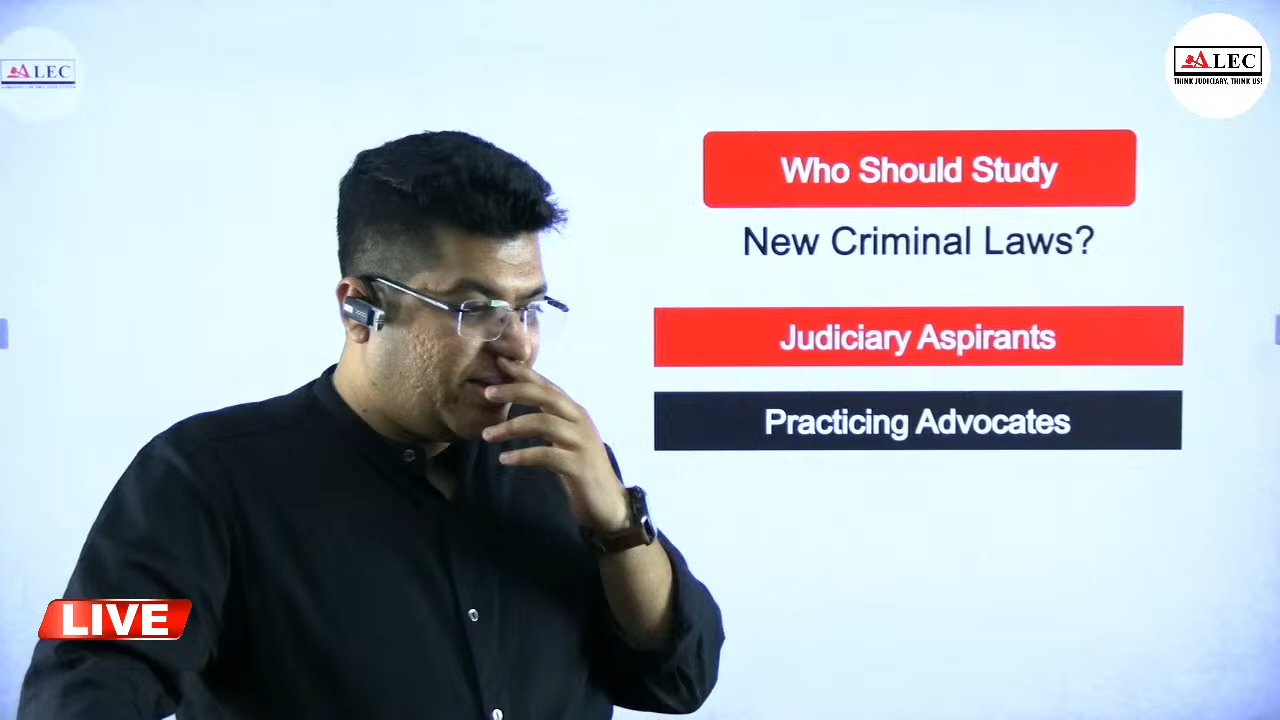 ALEC
ALEC
THINK JUDICIARY, THINK US!
Who Should Study
New Criminal Laws?
Judiciary Aspirants
Practicing Advocates
LIVE